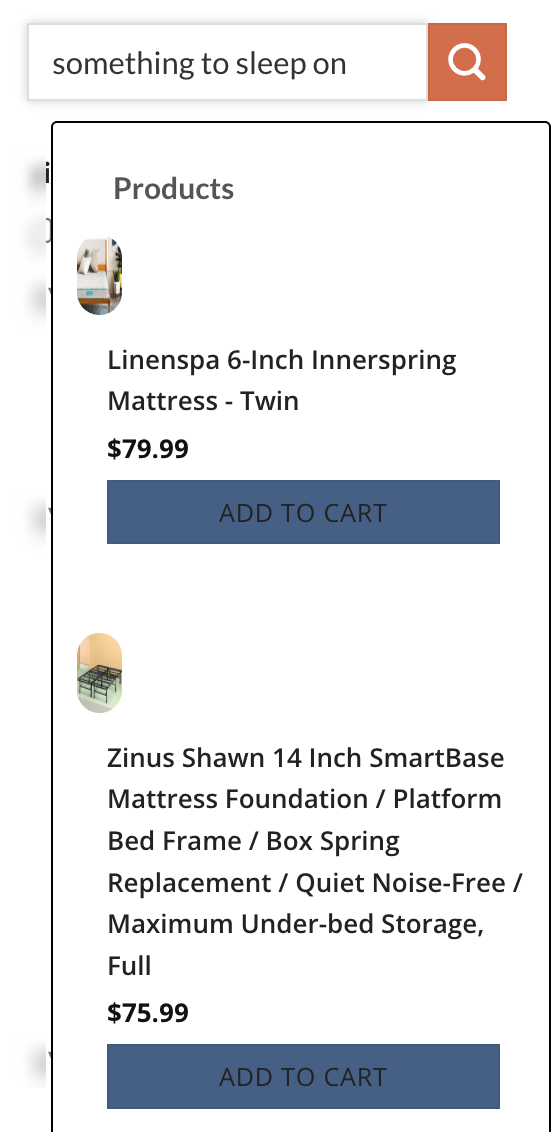 something to sleep on
Products
Linenspa 6-Inch Innerspring
Mattress - Twin
$79.99
ADD TO CART
Zinus Shawn 14 Inch SmartBase
Mattress Foundation / Platform
Bed Frame / Box Spring
Replacement / Quiet Noise-Free /
Maximum Under-bed Storage,
Full
$75.99
ADD TO CART